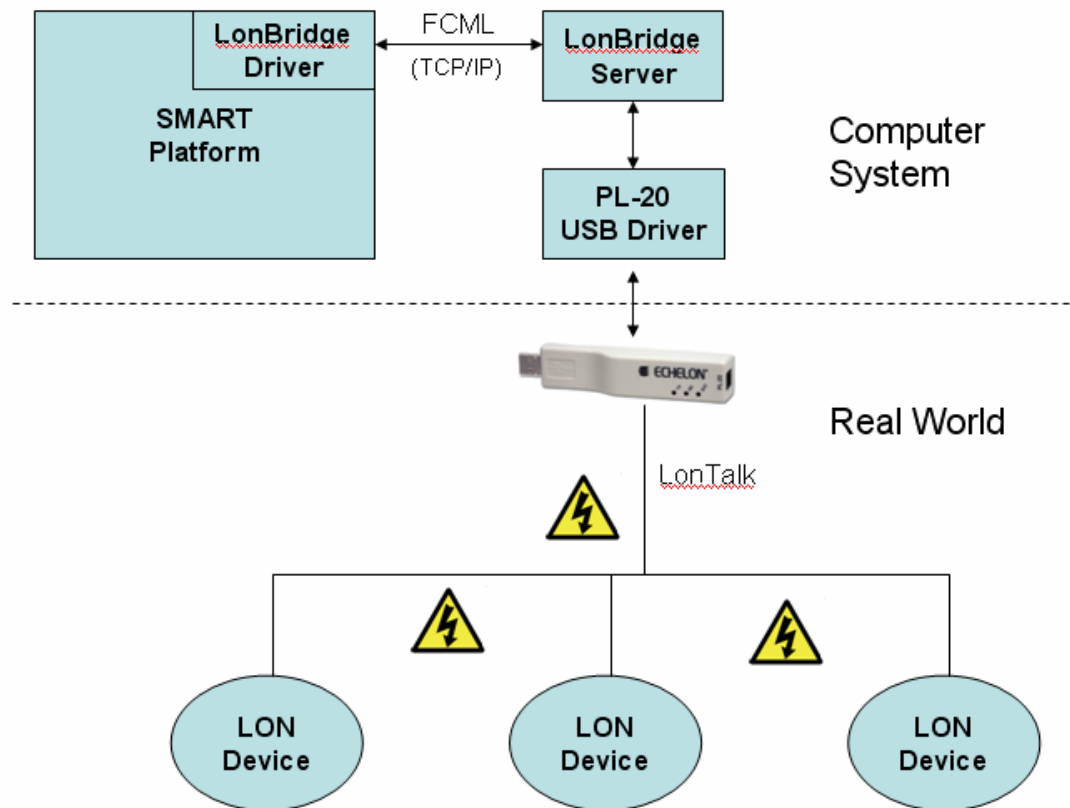 LonBridge
Driver
SMART
Platform
FCML
(TCP/IP)
LonBridge
Server
Computer
System
PL-20
USB Driver
ECHELON
Real World
LonTalk
LON
Device
LON
Device
LON
Device